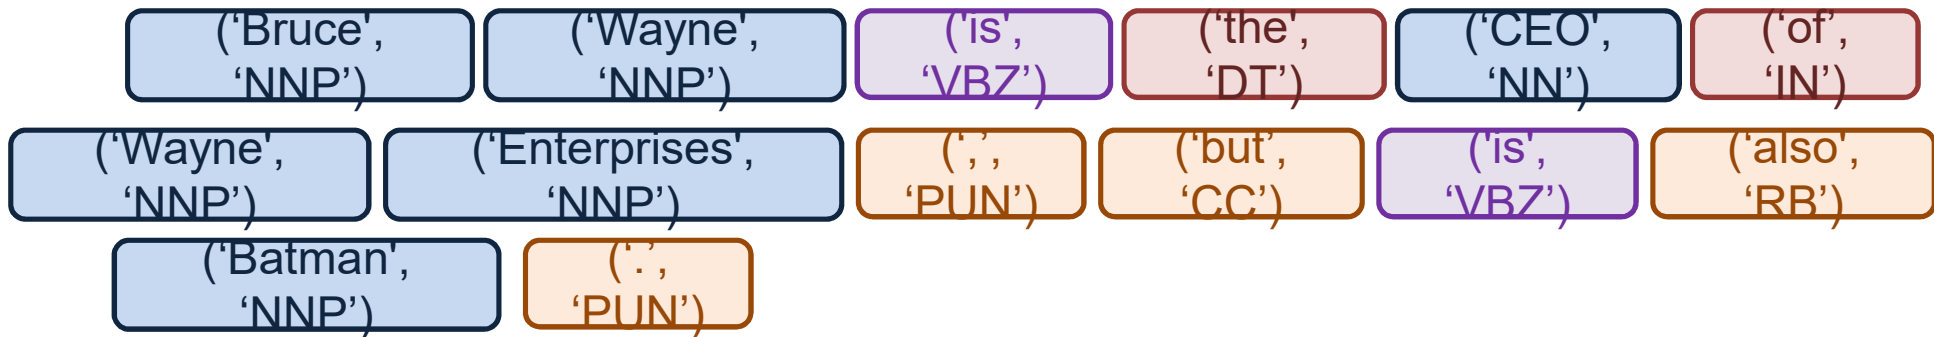 (‘Bruce', (‘Wayne', ('is', (‘the', (‘CEO', (‘of’,
‘NNP’) ‘NNP’) ‘VBZ’) ‘DT’) ‘NN’) ‘IN’)
(‘Wayne', (‘Enterprises', (‘,’, (‘but’, ('is', (‘also',
‘NNP’) ‘NNP’) ‘PUN’) ‘CC’) ‘VBZ’) ‘RB’)
(‘Batman', (‘.’,
‘NNP’) ‘PUN’)